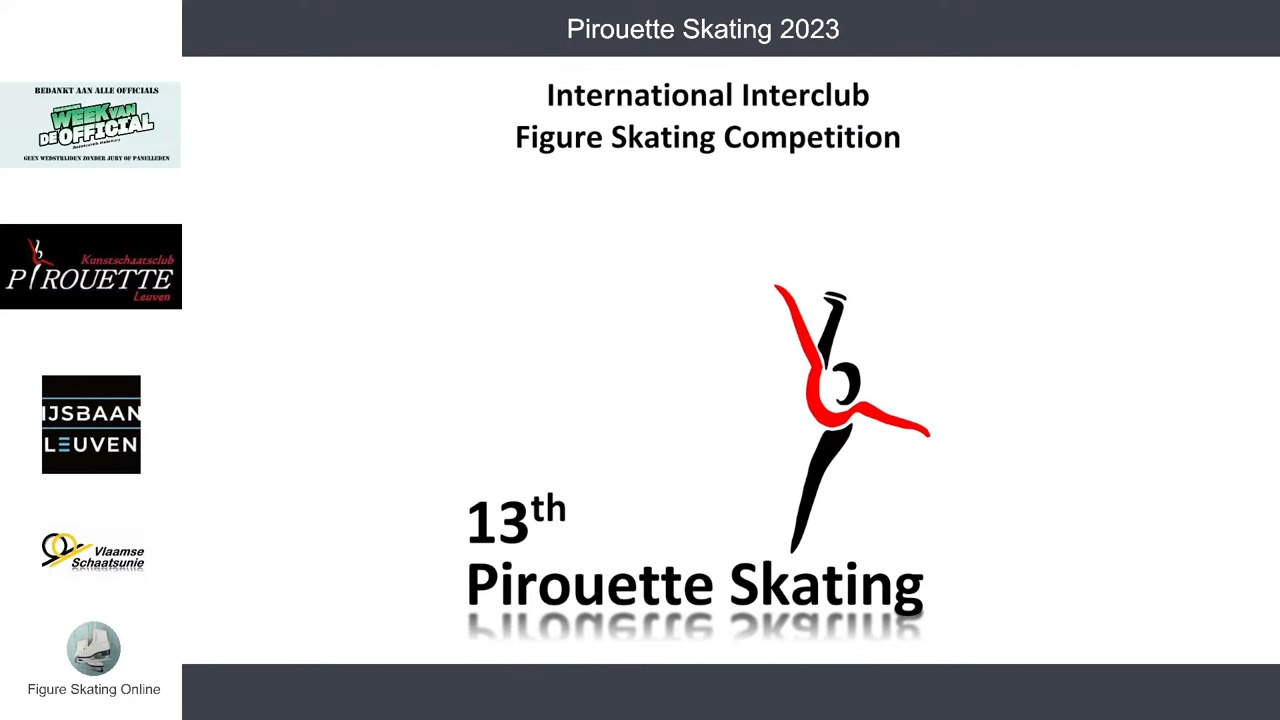 Pirouette Skating 2023
International Interclub
Figure Skating Competition
13th
Pirouette Skating
BEDANKT AAN ALLE OFFICIALS
WEEK VAN
DE OFFICIAL
GEEN WEDSTRIJDEN ZONDER JURY OF PANELLEDEN
Kunstschaatsclub
PIROUETTE
Leuven
IJSBAAN
LEUVEN
Vlaamse
Schaatsunie
Figure Skating Online